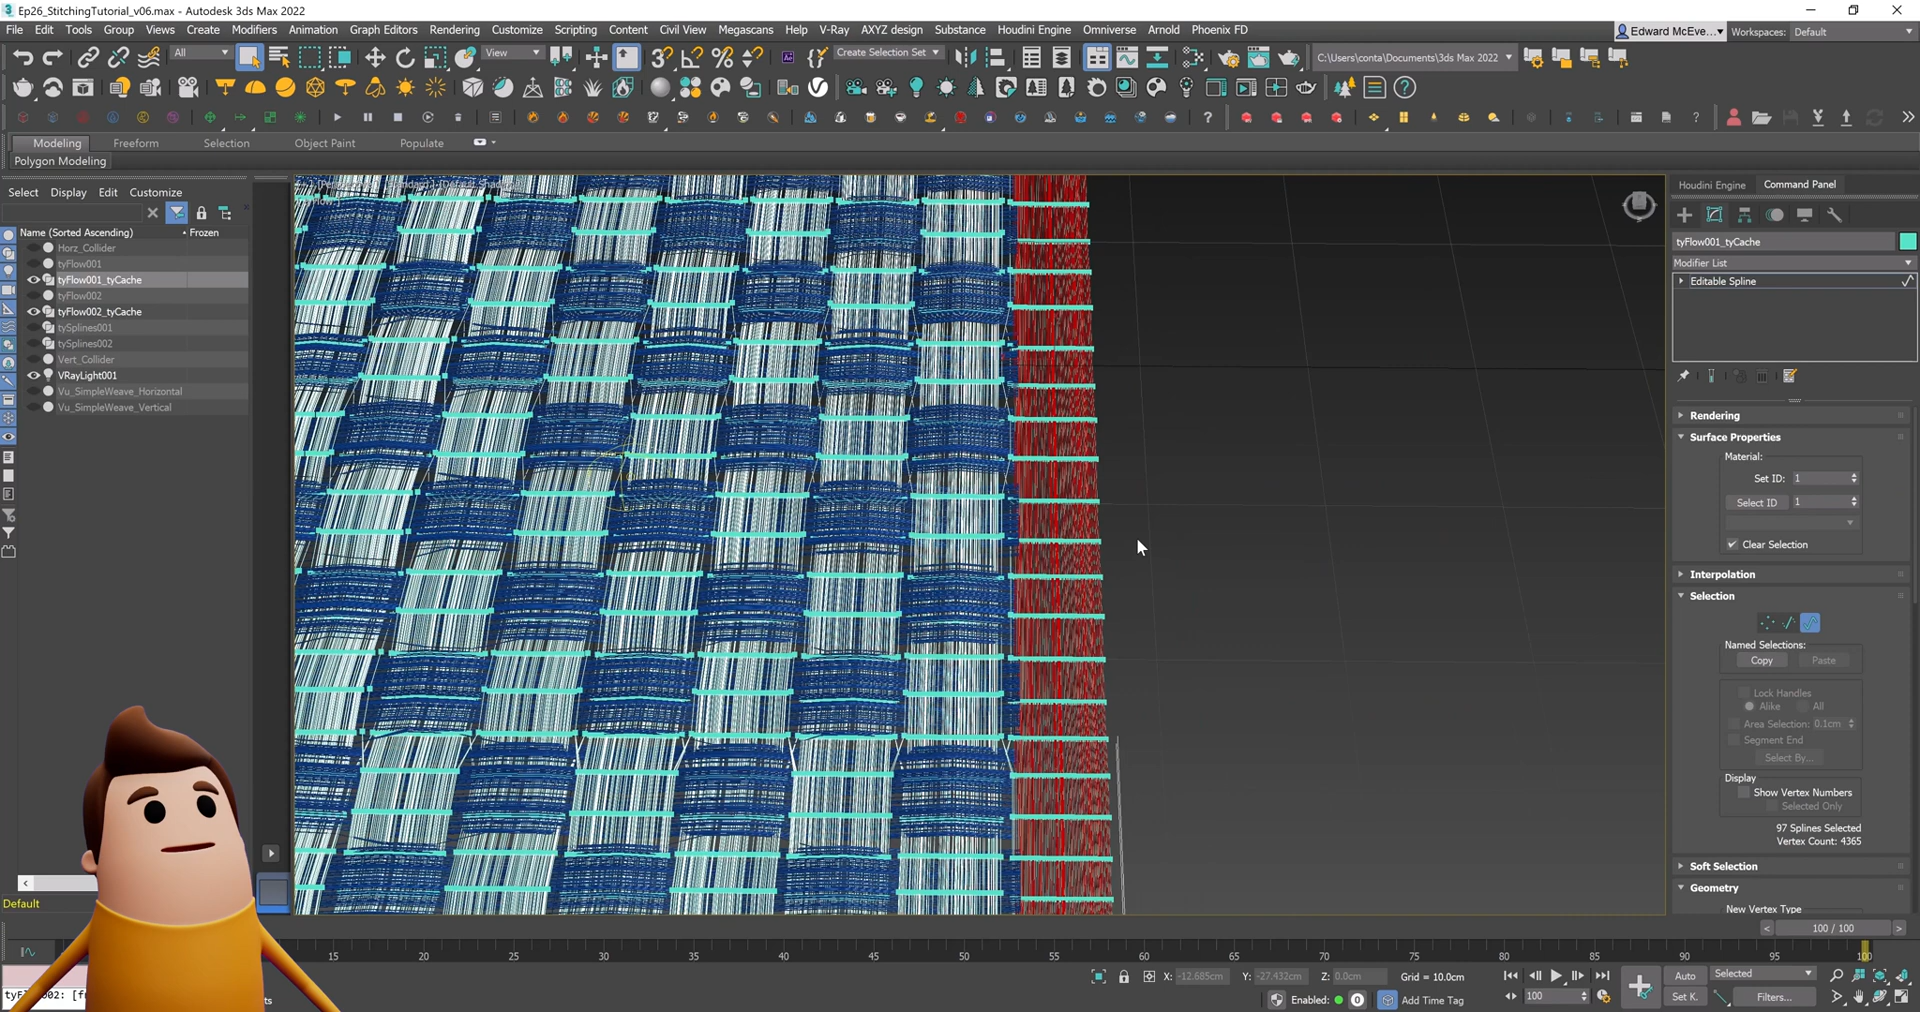 Ep26_StitchingTutorial_v06.max - Autodesk 3ds Max 2022
File Edit Tools Group Views Create Modifiers Animation Graph Editors Rendering Customize Scripting Content Civil View Megascans Help V-Ray AXYZ design Substance Houdini Engine Omniverse Arnold Phoenix FD
Edward McEve... Workspaces: Default
All View Create Selection Set C:\Users\conta\Documents\3ds Max 2022
Modeling Freeform Selection Object Paint Populate
Polygon Modeling
Select Display Edit Customize
Name (Sorted Ascending) Frozen
Horz_Collider
tyFlow001
tyFlow001_tyCache
tyFlow002
tyFlow002_tyCache
tySplines001
tySplines002
Vert_Collider
VRayLight001
Vu_SimpleWeave_Horizontal
Vu_SimpleWeave_Vertical
Default
Houdini Engine Command Panel
tyFlow001_tyCache
Modifier List
Editable Spline
Rendering
Surface Properties
Material:
Set ID: 1
Select ID 1
Clear Selection
Interpolation
Selection
Named Selections:
Copy Paste
Lock Handles
Alike All
Area Selection: 0.1cm
Segment End
Select By...
Display
Show Vertex Numbers
Selected Only
97 Splines Selected
Vertex Count: 4365
Soft Selection
Geometry
New Vertex Type
100 / 100
15 20 25 30 35 40 45 50 55 60 65 70 75 80 85 90 95 100
X: -12.685cm Y: -27.432cm Z: 0.0cm Grid = 10.0cm
Enabled: Add Time Tag
100
Auto Selected
Set K. Filters...